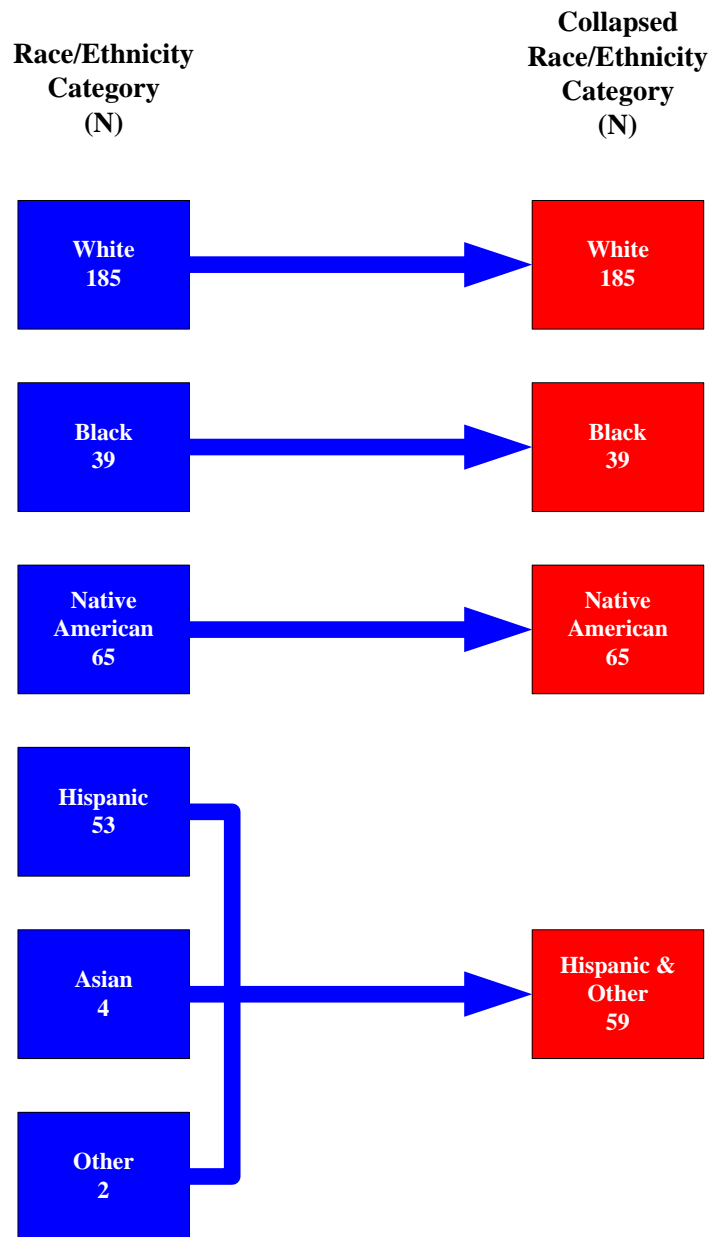 Race/Ethnicity
Category
(N)
Collapsed
Race/Ethnicity
Category
(N)
White
185
White
185
Black
39
Black
39
Native
American
65
Native
American
65
Hispanic
53
Asian
4
Hispanic &
Other
59
Other
2